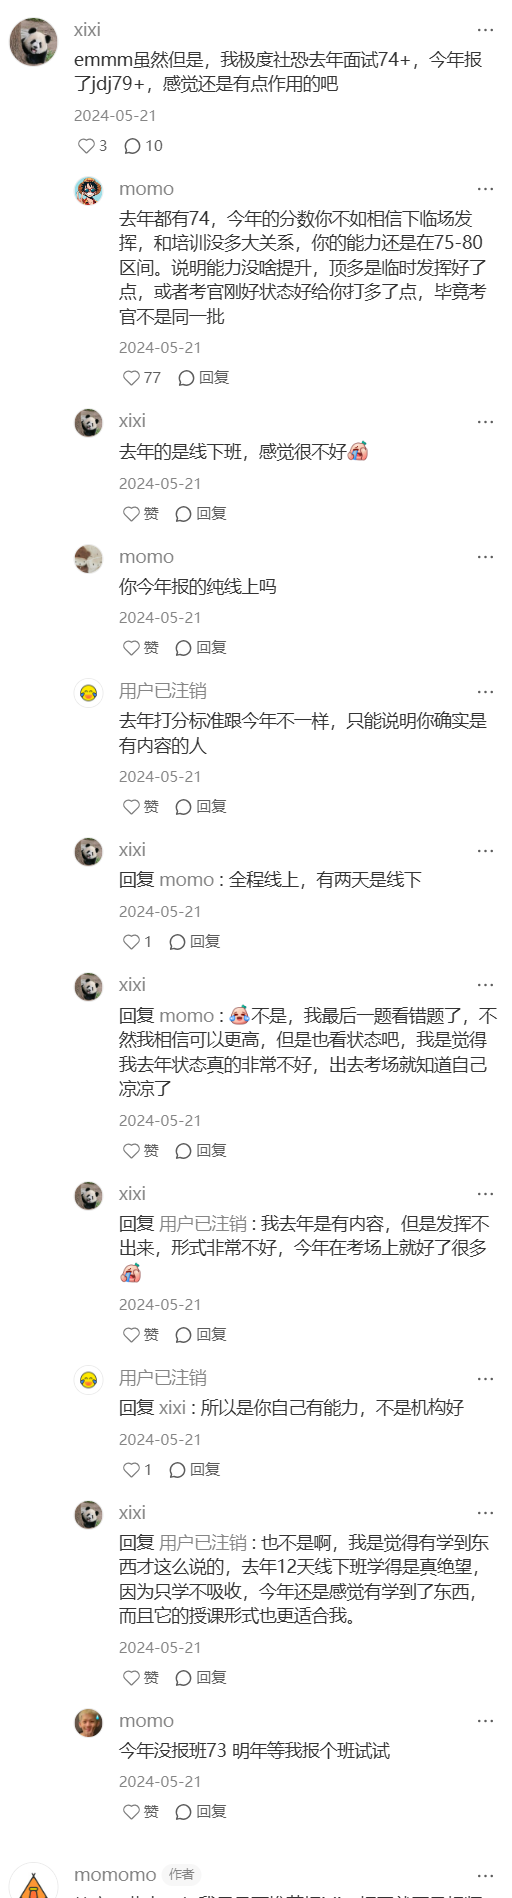 xixi
emmm虽然但是，我极度社恐去年面试74+，今年报
了jdj79+，感觉还是有点作用的吧
2024-05-21
3 10
momo
去年都有74，今年的分数你不如相信下临场发
挥，和培训没多大关系，你的能力还是在75-80
区间。说明能力没啥提升，顶多是临时发挥好了
点，或者考官刚好状态好给你打多了点，毕竟考
官不是同一批
2024-05-21
77 回复
xixi
去年的是线下班，感觉很不好
2024-05-21
赞 回复
momo
你今年报的纯线上吗
2024-05-21
赞 回复
用户已注销
去年打分标准跟今年不一样，只能说明你确实是
有内容的人
2024-05-21
赞 回复
xixi
回复 momo : 全程线上，有两天是线下
2024-05-21
1 回复
xixi
回复 momo : 不是，我最后一题看错题了，不
然我相信可以更高，但是也看状态吧，我是觉得
我去年状态真的非常不好，出去考场就知道自己
凉凉了
2024-05-21
赞 回复
xixi
回复 用户已注销 : 我去年是有内容，但是发挥不
出来，形式非常不好，今年在考场上就好了很多
2024-05-21
赞 回复
用户已注销
回复 xixi : 所以是你自己有能力，不是机构好
2024-05-21
1 回复
xixi
回复 用户已注销 : 也不是啊，我是觉得有学到东
西才这么说的，去年12天线下班学得是真绝望，
因为只学不吸收，今年还是感觉有学到了东西，
而且它的授课形式也更适合我。
2024-05-21
赞 回复
momo
今年没报班73 明年等我报个班试试
2024-05-21
赞 回复
momomo 作者